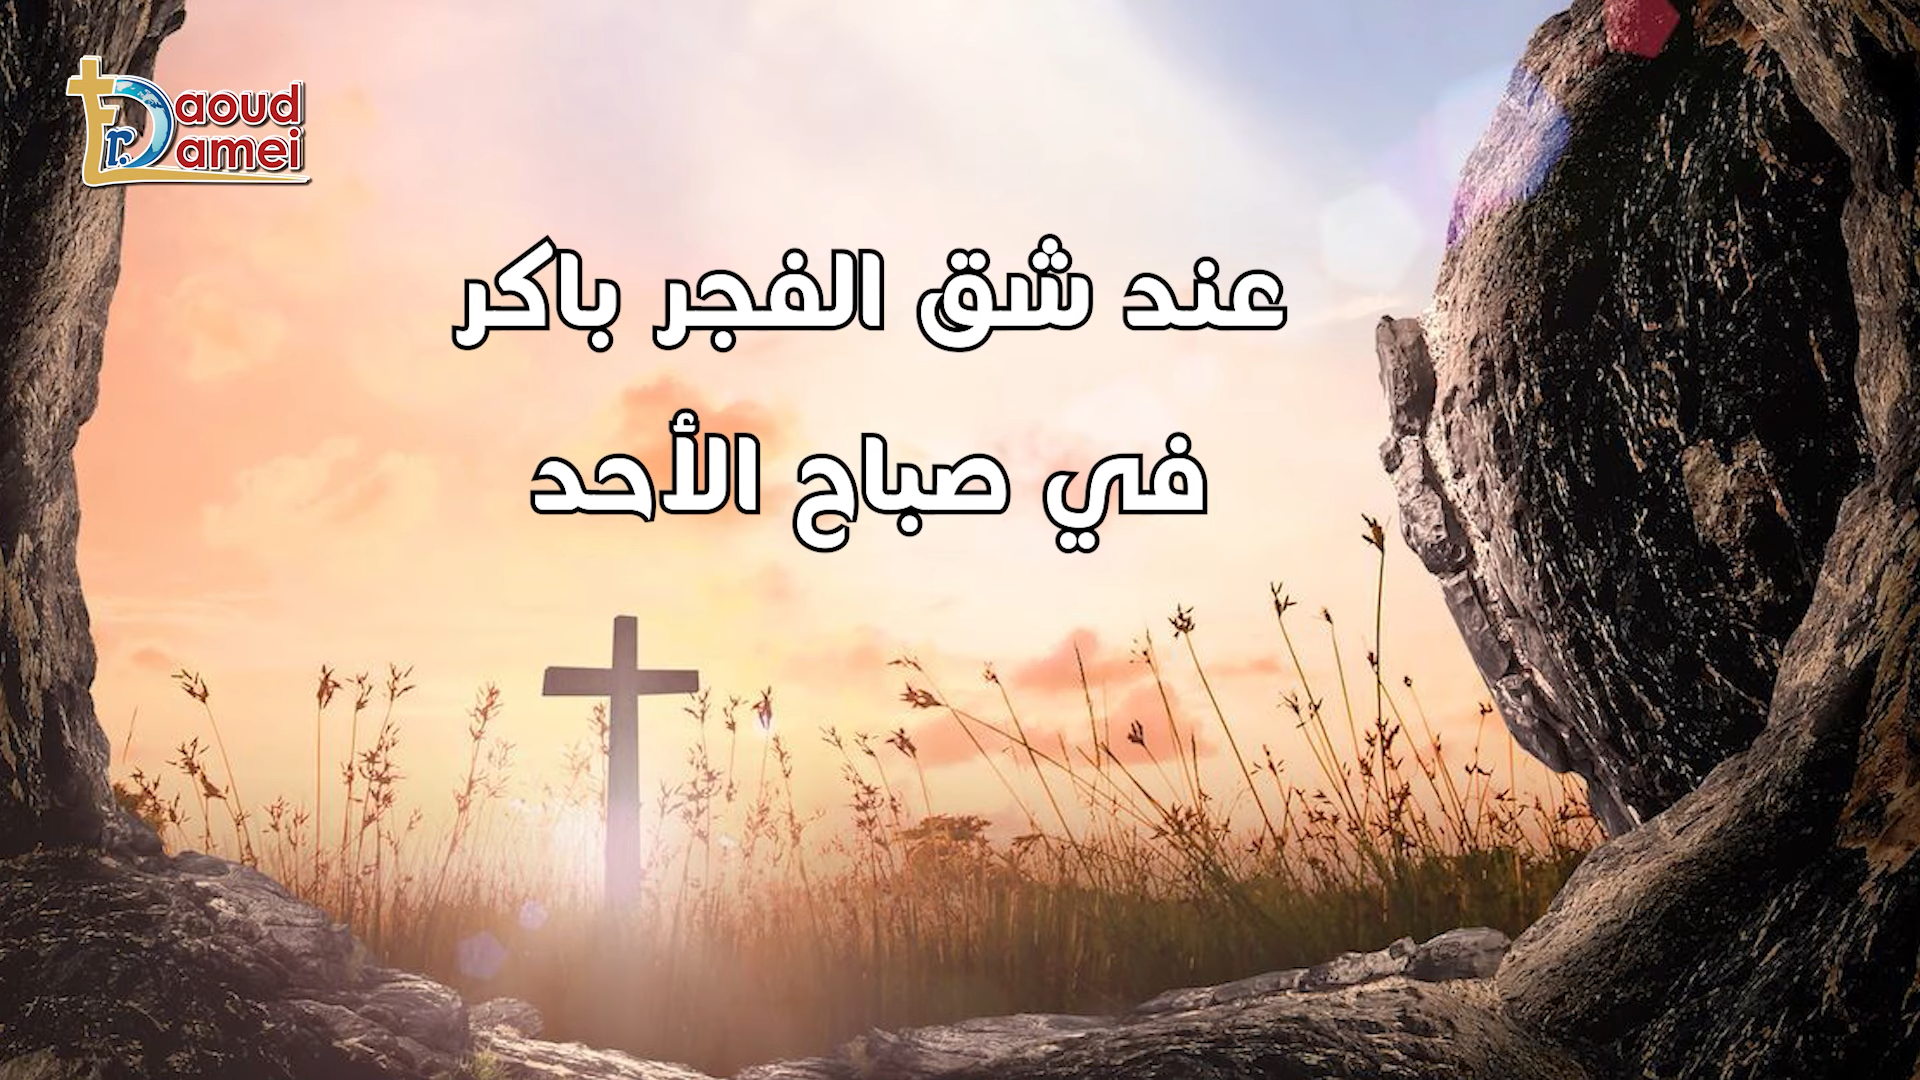 Fr. Daoud
Lamei
عند شق الفجر باكر
في صباح الأحد